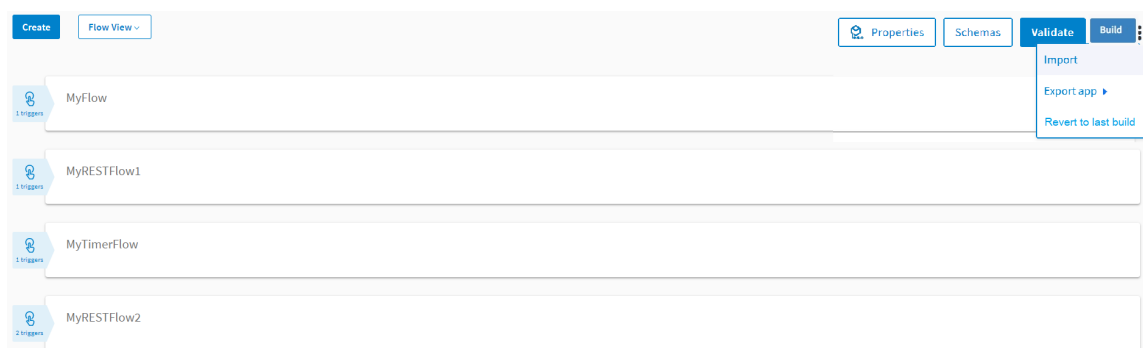 Create
Flow View
Properties
Schemas
Validate
Build
Import
Export app
Revert to last build
1 triggers
MyFlow
1 triggers
MyRESTFlow1
1 triggers
MyTimerFlow
2 triggers
MyRESTFlow2